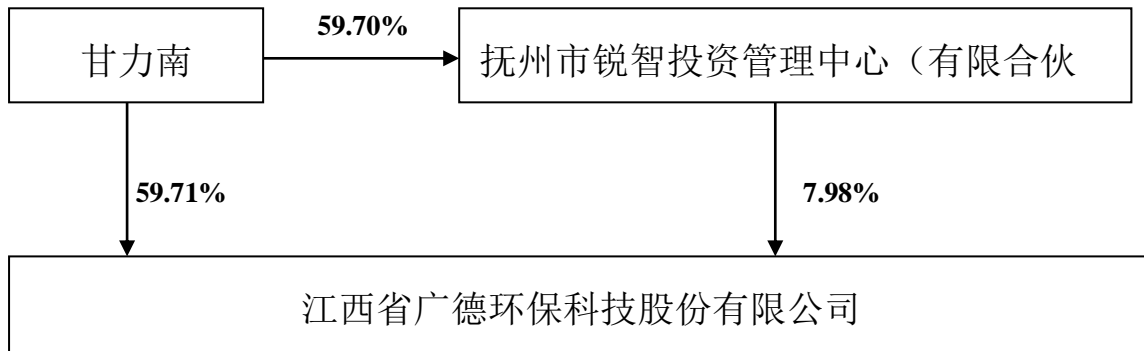 59.70%
甘力南
抚州市锐智投资管理中心（有限合伙
59.71%
7.98%
江西省广德环保科技股份有限公司